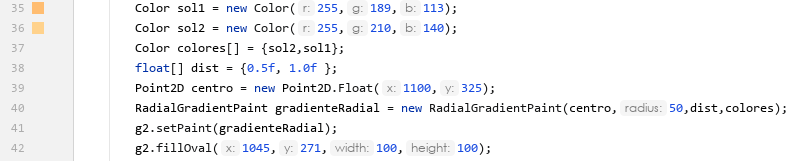 35 Color sol1 = new Color( r: 255, g: 189, b: 113);
36 Color sol2 = new Color( r: 255, g: 210, b: 140);
37 Color colores[] = {sol2,sol1};
38 float[] dist = {0.5f, 1.0f };
39 Point2D centro = new Point2D.Float( x: 1100, y: 325);
40 RadialGradientPaint gradienteRadial = new RadialGradientPaint(centro, radius: 50,dist,colores);
41 g2.setPaint(gradienteRadial);
42 g2.fillOval( x: 1045, y: 271, width: 100, height: 100);